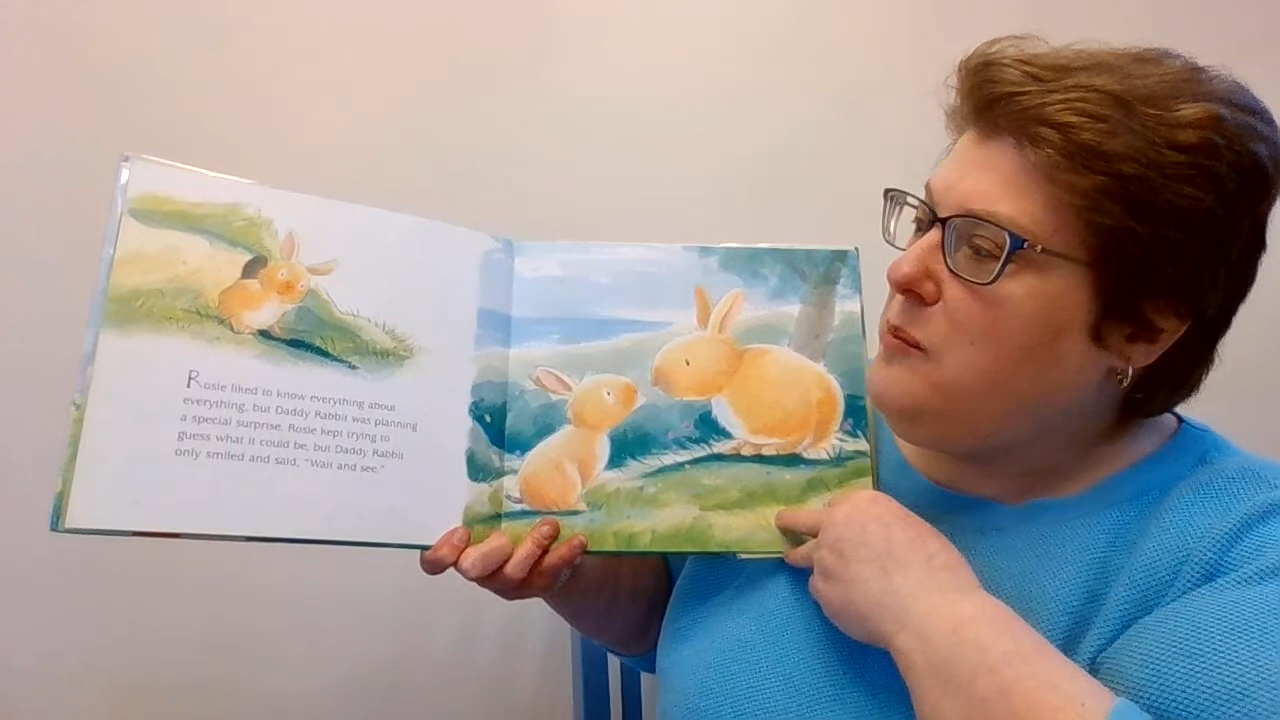 Rosie liked to know everything about
everything, but Daddy Rabbit was planning
a special surprise. Rosie kept trying to
guess what it could be, but Daddy Rabbit
only smiled and said, "Wait and see."